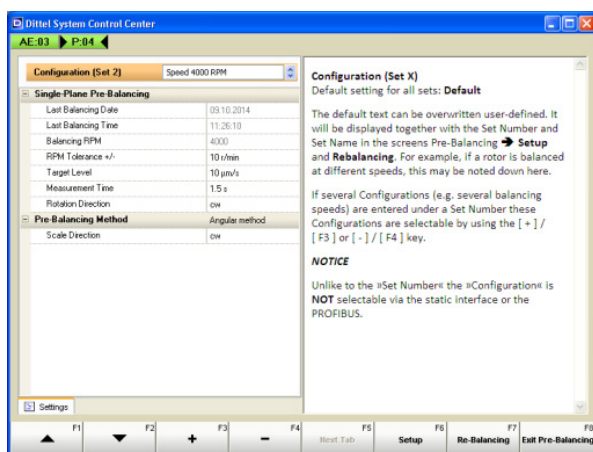 Dittel System Control Center
AE:03 P:04
Configuration (Set 2) Speed 4000 RPM
Single-Plane Pre-Balancing
Last Balancing Date 09.10.2014
Last Balancing Time 11:26:10
Balancing RPM 4000
RPM Tolerance +/- 10 r/min
Target Level 10 µm/s
Measurement Time 1.5 s
Rotation Direction cw
Pre-Balancing Method Angular method
Scale Direction cw
Settings
Configuration (Set X)
Default setting for all sets: Default
The default text can be overwritten user-defined. It
will be displayed together with the Set Number and
Set Name in the screens Pre-Balancing ➔ Setup
and Rebalancing. For example, if a rotor is balanced
at different speeds, this may be noted down here.
If several Configurations (e.g. several balancing
speeds) are entered under a Set Number these
Configurations are selectable by using the [ + ] /
[ F3 ] or [ - ] / [ F4 ] key.
NOTICE
Unlike to the »Set Number« the »Configuration« is
NOT selectable via the static interface or the
PROFIBUS.
F1 F2 F3 F4 F5 F6 F7 F8
+ - Next Tab Setup Re-Balancing Exit Pre-Balancing